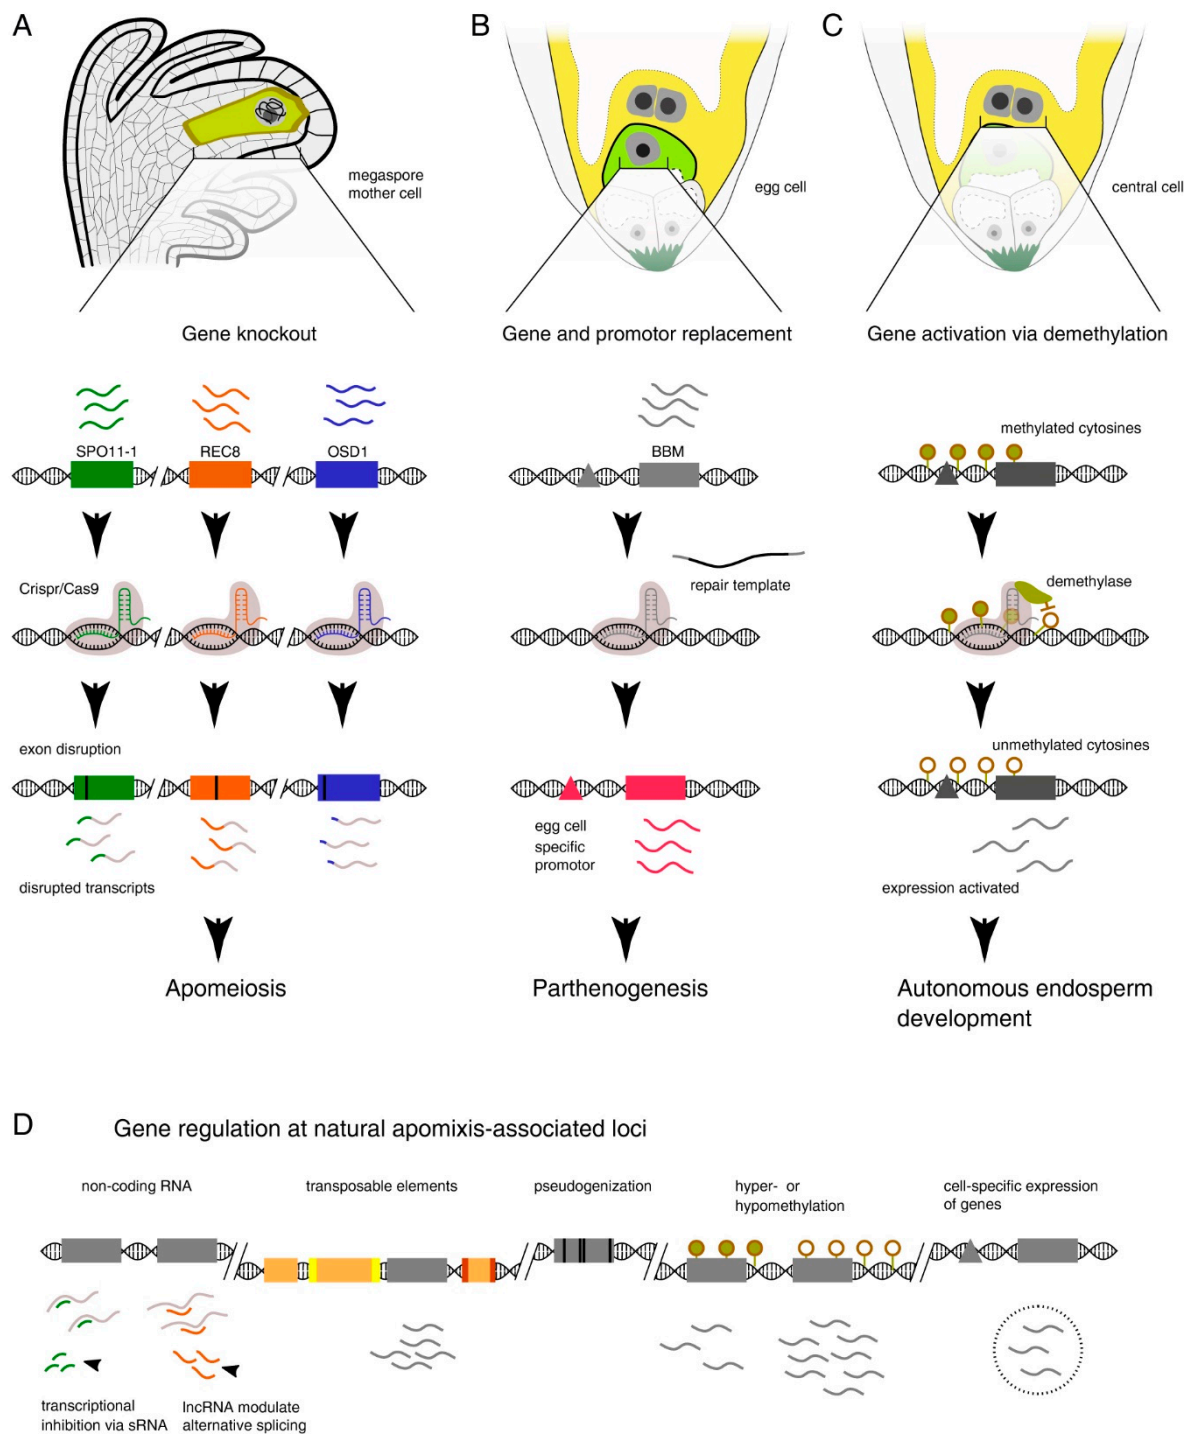 A
B
C
megaspore
mother cell
egg cell
central cell
Gene knockout
Gene and promotor replacement
Gene activation via demethylation
SPO11-1
REC8
OSD1
BBM
methylated cytosines
Crispr/Cas9
repair template
demethylase
exon disruption
unmethylated cytosines
egg cell
specific
promotor
disrupted transcripts
expression activated
Apomeiosis
Parthenogenesis
Autonomous endosperm
development
D
Gene regulation at natural apomixis-associated loci
non-coding RNA
transposable elements
pseudogenization
hyper- or
hypomethylation
cell-specific expression
of genes
transcriptional
inhibition via sRNA
lncRNA modulate
alternative splicing